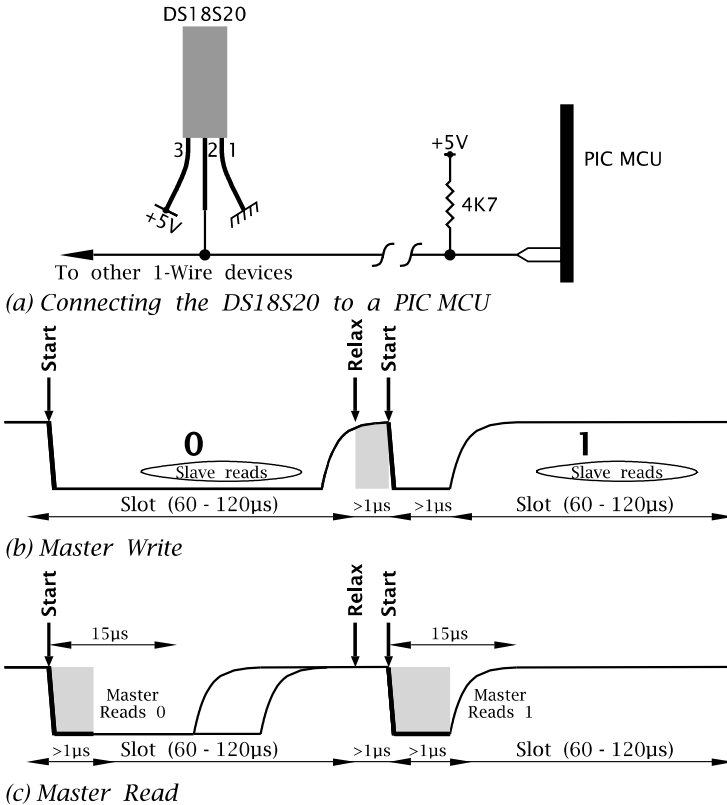 DS18S20
3 2 1
+5V
+5V
4K7
PIC MCU
To other 1-Wire devices
(a) Connecting the DS18S20 to a PIC MCU
Start
Relax
Start
0
1
Slave reads
Slave reads
Slot (60 - 120µs)
>1µs
>1µs
Slot (60 - 120µs)
(b) Master Write
Start
Relax
Start
15µs
15µs
Master
Reads 0
Master
Reads 1
>1µs
Slot (60 - 120µs)
>1µs
>1µs
Slot (60 - 120µs)
(c) Master Read